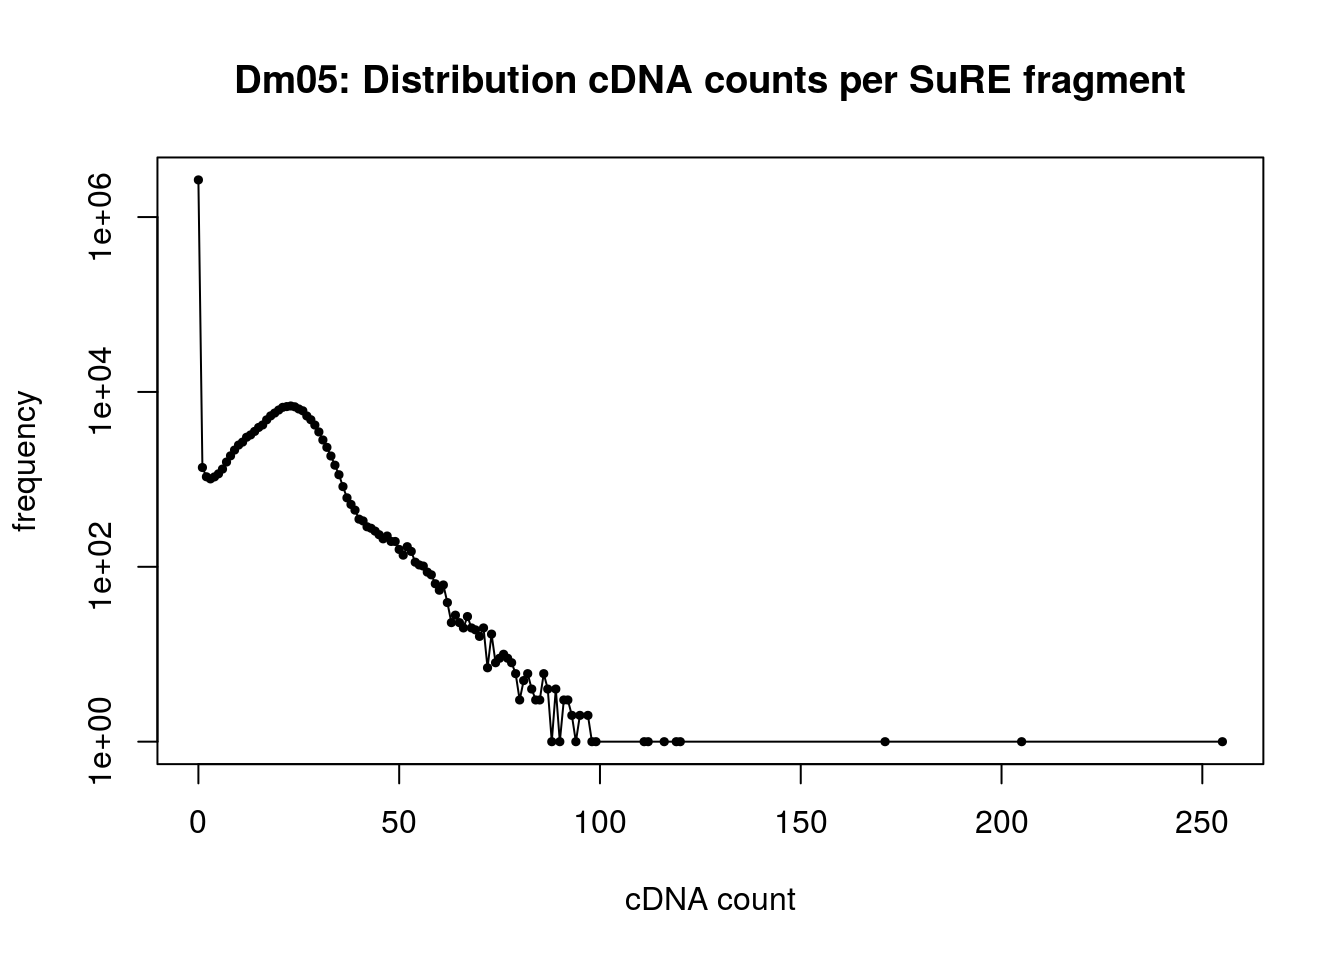 Dm05: Distribution cDNA counts per SuRE fragment
frequency
1e+06
1e+04
1e+02
1e+00
0 50 100 150 200 250
cDNA count